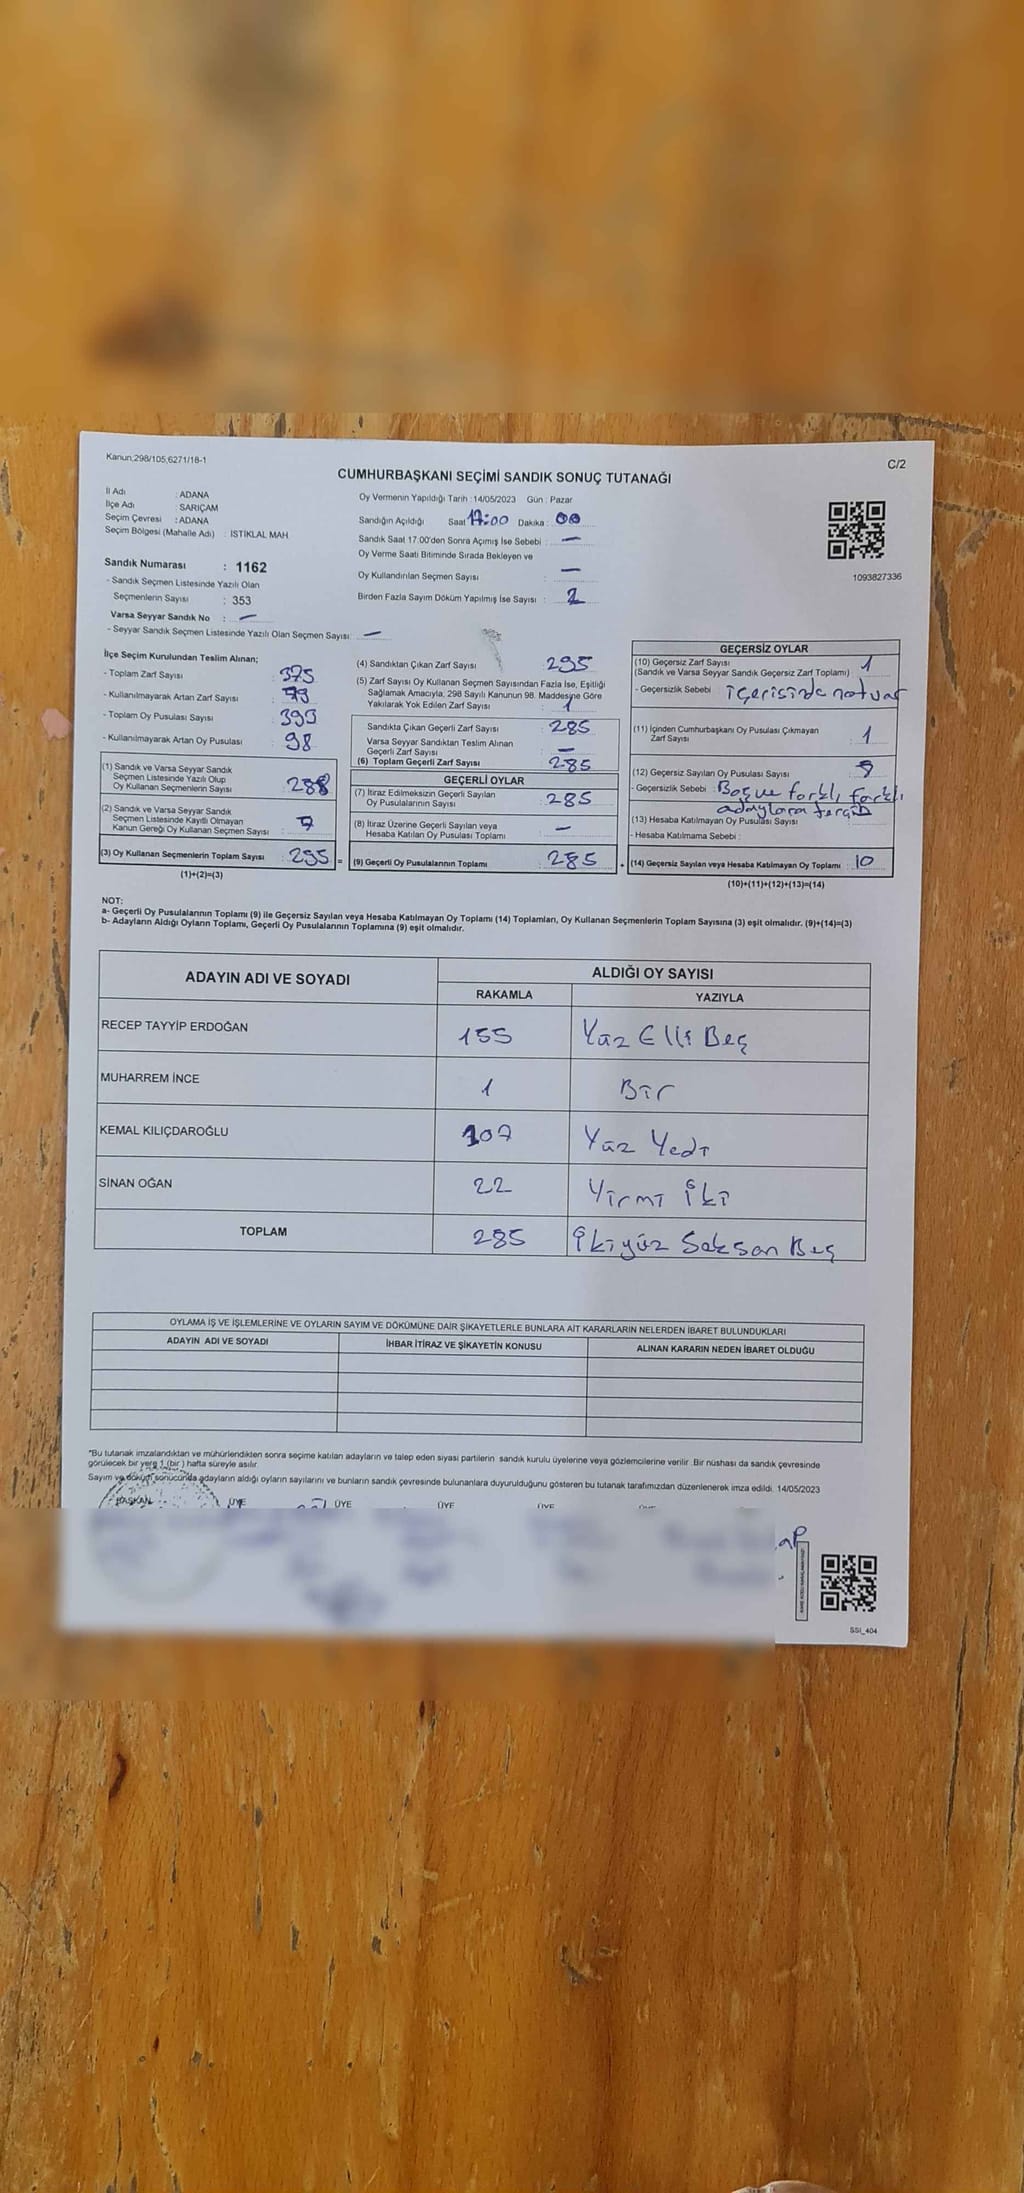 Kanun,298/105,6271/18-1
C/2
CUMHURBAŞKANI SEÇİMİ SANDIK SONUÇ TUTANAĞI
İl Adı : ADANA
İlçe Adı : SARIÇAM
Seçim Çevresi : ADANA
Seçim Bölgesi (Mahalle Adı) : İSTİKLAL MAH
Sandık Numarası : 1162
- Sandık Seçmen Listesinde Yazılı Olan
Seçmenlerin Sayısı : 353
Varsa Seyyar Sandık No : —
- Seyyar Sandık Seçmen Listesinde Yazılı Olan Seçmen Sayısı: —
Oy Vermenin Yapıldığı Tarih : 14/05/2023 Gün : Pazar
Sandığın Açıldığı Saat 17:00 Dakika : 00
Sandık Saat 17.00'den Sonra Açımış İse Sebebi : —
Oy Verme Saati Bitiminde Sırada Bekleyen ve
Oy Kullandırılan Seçmen Sayısı : —
Birden Fazla Sayım Döküm Yapılmış İse Sayısı : 2
1093827336
İlçe Seçim Kurulundan Teslim Alınan;
- Toplam Zarf Sayısı : 375
- Kullanılmayarak Artan Zarf Sayısı : 79
- Toplam Oy Pusulası Sayısı : 393
- Kullanılmayarak Artan Oy Pusulası : 98
(1) Sandık ve Varsa Seyyar Sandık
Seçmen Listesinde Yazılı Olup
Oy Kullanan Seçmenlerin Sayısı : 288
(2) Sandık ve Varsa Seyyar Sandık
Seçmen Listesinde Kayıtlı Olmayan
Kanun Gereği Oy Kullanan Seçmen Sayısı : 7
(3) Oy Kullanan Seçmenlerin Toplam Sayısı : 295 =
(1)+(2)=(3)
(4) Sandıktan Çıkan Zarf Sayısı : 295
(5) Zarf Sayısı Oy Kullanan Seçmen Sayısından Fazla İse, Eşitliği
Sağlamak Amacıyla, 298 Sayılı Kanunun 98. Maddesine Göre
Yakılarak Yok Edilen Zarf Sayısı : 1
Sandıkta Çıkan Geçerli Zarf Sayısı : 285
Varsa Seyyar Sandıktan Teslim Alınan
Geçerli Zarf Sayısı : —
(6) Toplam Geçerli Zarf Sayısı : 285
GEÇERLİ OYLAR
(7) İtiraz Edilmeksizin Geçerli Sayılan
Oy Pusulalarının Sayısı : 285
(8) İtiraz Üzerine Geçerli Sayılan veya
Hesaba Katılan Oy Pusulası Toplamı : —
(9) Geçerli Oy Pusulalarının Toplamı : 285 +
GEÇERSİZ OYLAR
(10) Geçersiz Zarf Sayısı : 1
(Sandık ve Varsa Seyyar Sandık Geçersiz Zarf Toplamı)
- Geçersizlik Sebebi : içerisinde not var
(11) İçinden Cumhurbaşkanı Oy Pusulası Çıkmayan
Zarf Sayısı : 1
(12) Geçersiz Sayılan Oy Pusulası Sayısı :
- Geçersizlik Sebebi : Boş ve farklı farklı
adaylara tercih
(13) Hesaba Katılmayan Oy Pusulası Sayısı
- Hesaba Katılmama Sebebi :
(14) Geçersiz Sayılan veya Hesaba Katılmayan Oy Toplamı : 10
(10)+(11)+(12)+(13)=(14)
NOT:
a- Geçerli Oy Pusulalarının Toplamı (9) ile Geçersiz Sayılan veya Hesaba Katılmayan Oy Toplamı (14) Toplamları, Oy Kullanan Seçmenlerin Toplam Sayısına (3) eşit olmalıdır. (9)+(14)=(3)
b- Adayların Aldığı Oyların Toplamı, Geçerli Oy Pusulalarının Toplamına (9) eşit olmalıdır.
ADAYIN ADI VE SOYADI ALDIĞI OY SAYISI
RAKAMLA YAZIYLA
RECEP TAYYİP ERDOĞAN 155 Yüz Elli Beş
MUHARREM İNCE 1 Bir
KEMAL KILIÇDAROĞLU 107 Yüz Yedi
SİNAN OĞAN 22 Yirmi İki
TOPLAM 285 İkiyüz Seksen Beş
OYLAMA İŞ VE İŞLEMLERİNE VE OYLARIN SAYIM VE DÖKÜMÜNE DAİR ŞİKAYETLERLE BUNLARA AİT KARARLARIN NELERDEN İBARET BULUNDUKLARI
ADAYIN ADI VE SOYADI İHBAR İTİRAZ VE ŞİKAYETİN KONUSU ALINAN KARARIN NEDEN İBARET OLDUĞU
*Bu tutanak imzalandıktan ve mühürlendikten sonra seçime katılan adayların ve talep eden siyasi partilerin sandık kurulu üyelerine veya gözlemcilerine verilir. Bir nüshası da sandık çevresinde
görülecek bir yere 1 (bir ) hafta süreyle asılır.
Sayım ve döküm sonucunda adayların aldığı oyların sayılarını ve bunların sandık çevresinde bulunanlara duyurulduğunu gösteren bu tutanak tarafımızdan düzenlenerek imza edildi. 14/05/2023
BAŞKAN ÜYE ÜYE ÜYE ÜYE
SSI_404